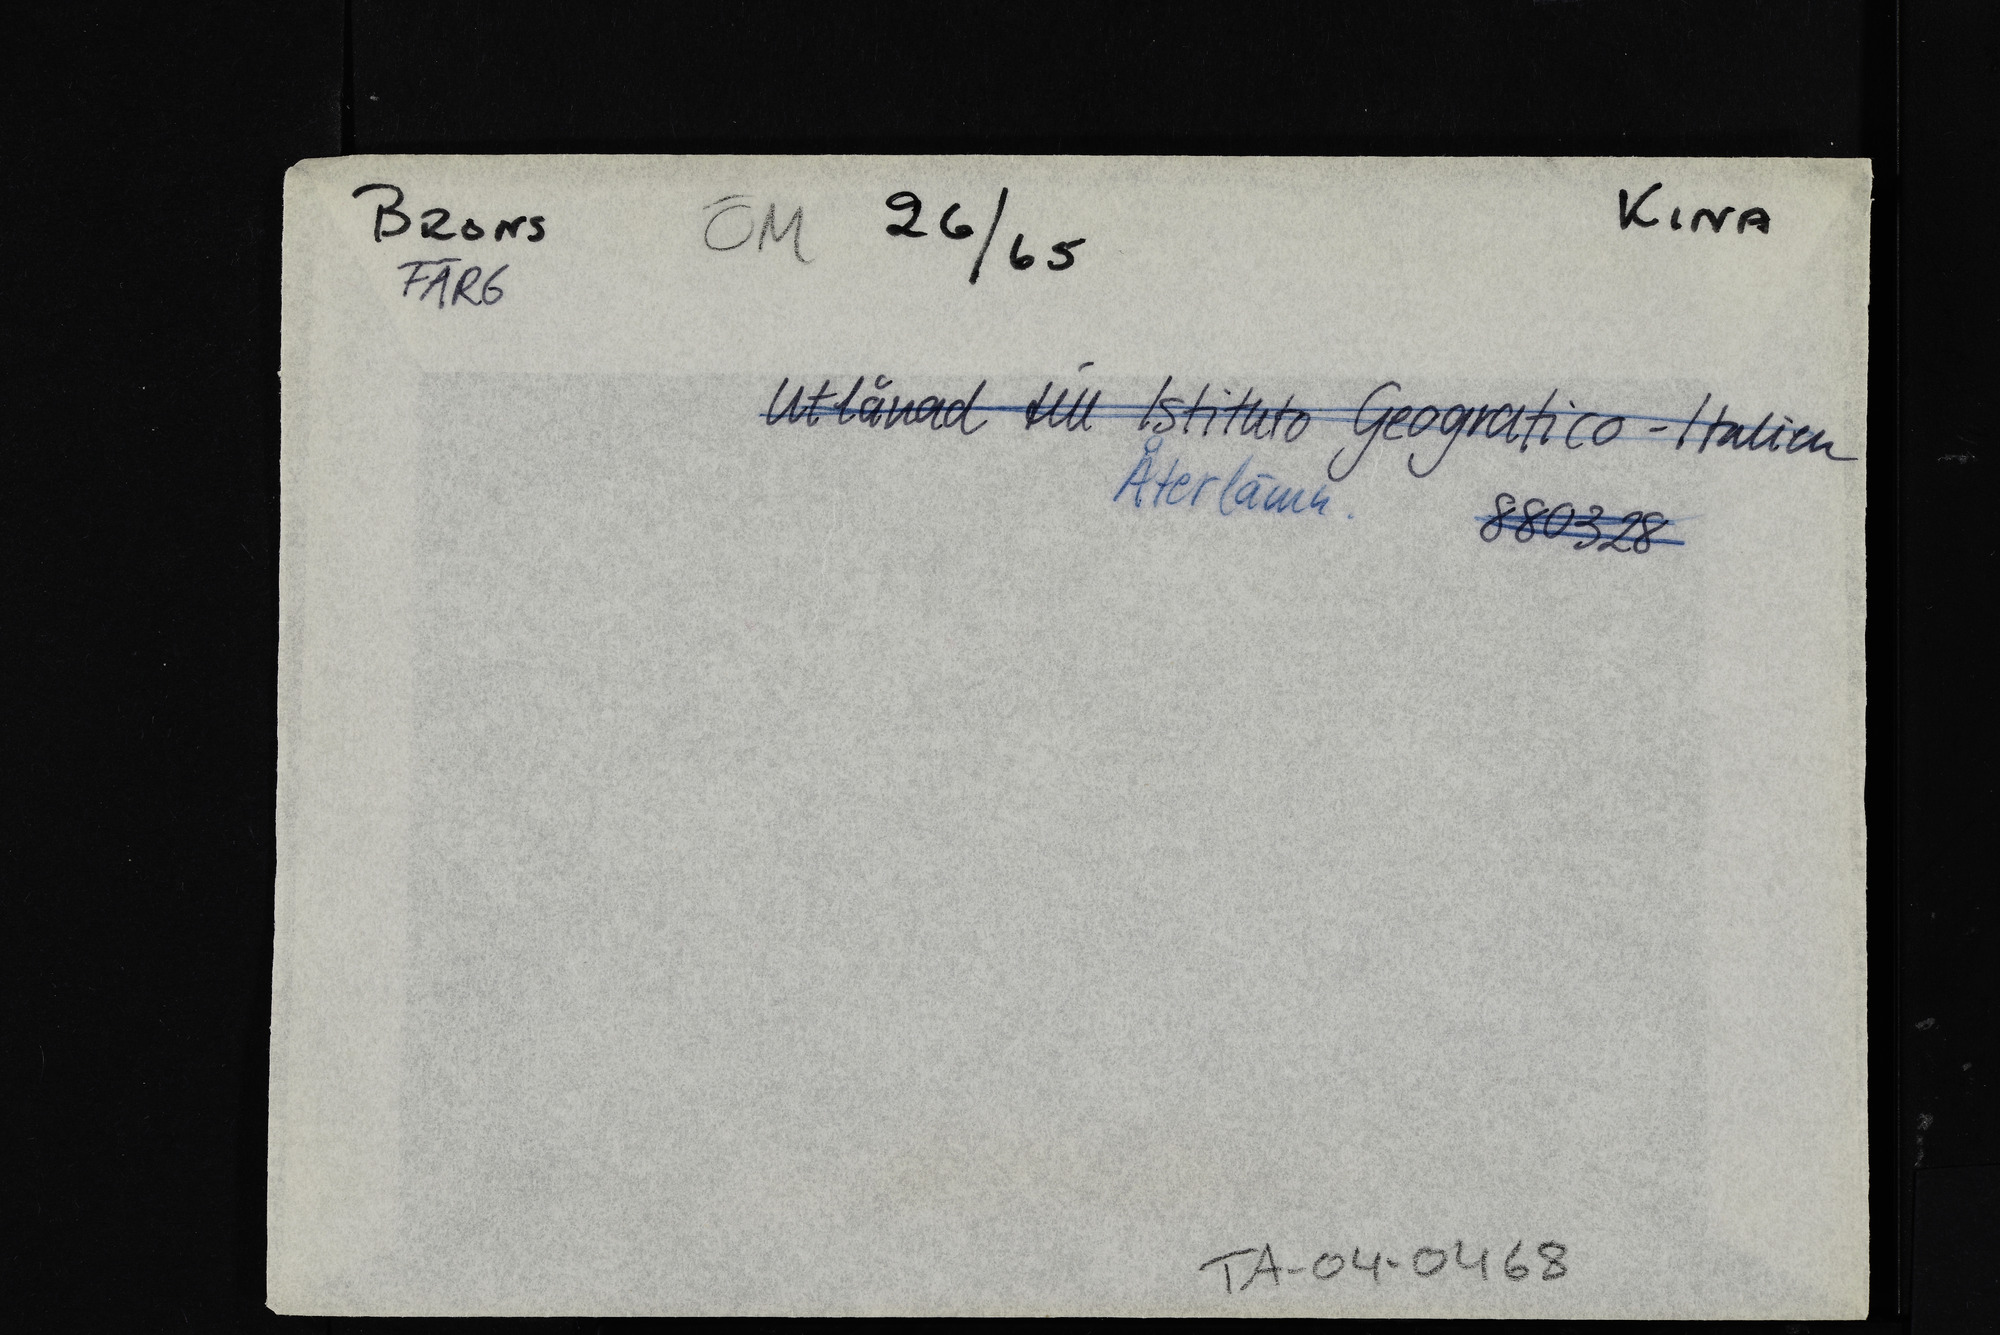 BRONS ÖM 26/65 KINA
FÄRG
Utlånad till Istituto Geografico - Italien
Återlämn. 880328
TA-04-0468